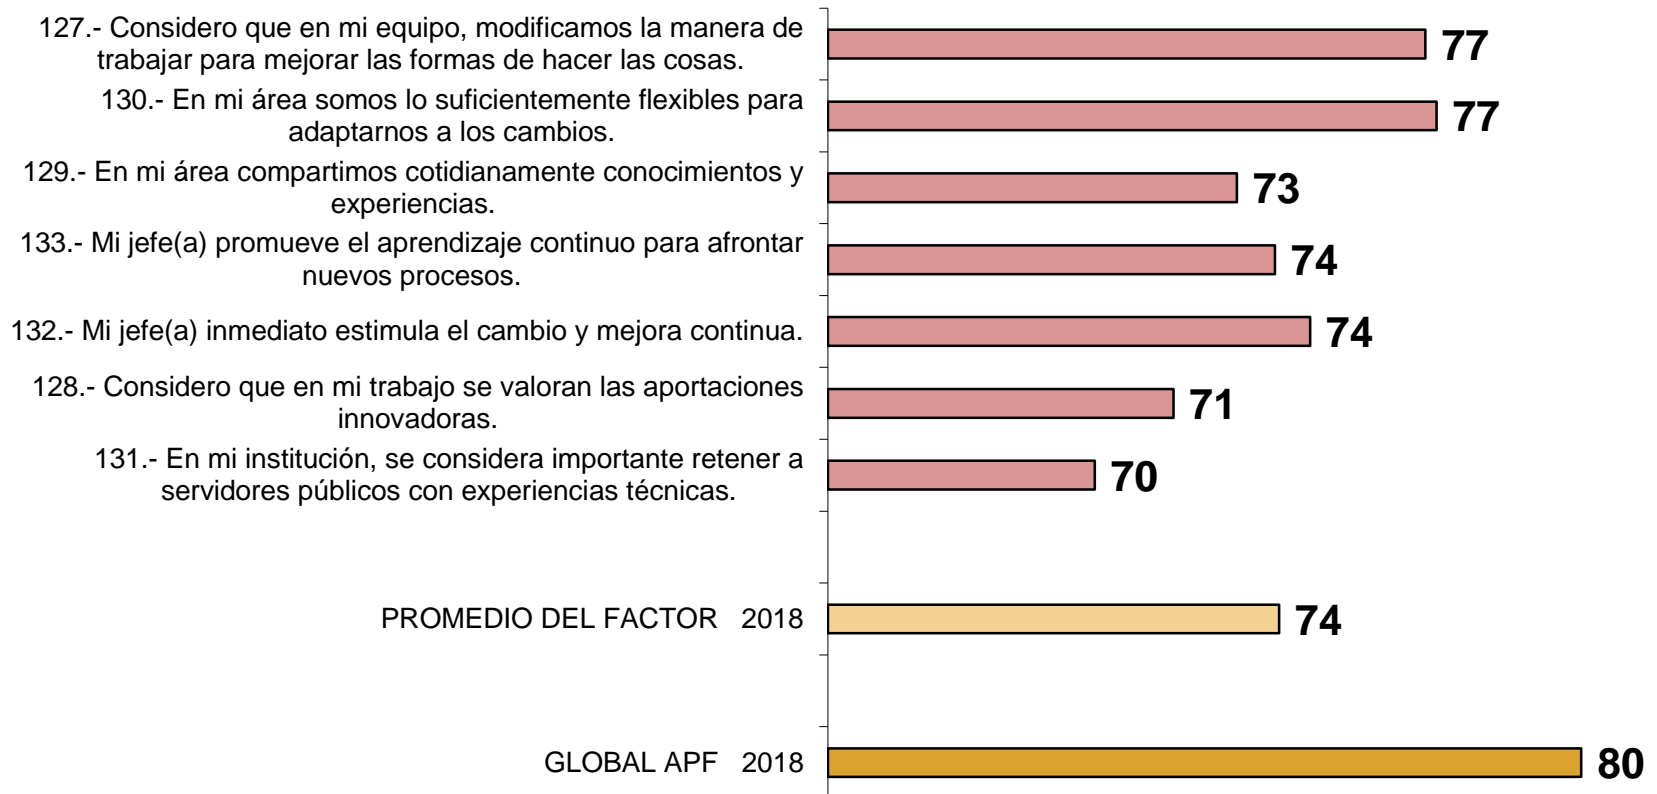 127.- Considero que en mi equipo, modificamos la manera de
trabajar para mejorar las formas de hacer las cosas.
77
130.- En mi área somos lo suficientemente flexibles para
adaptarnos a los cambios.
77
129.- En mi área compartimos cotidianamente conocimientos y
experiencias.
73
133.- Mi jefe(a) promueve el aprendizaje continuo para afrontar
nuevos procesos.
74
132.- Mi jefe(a) inmediato estimula el cambio y mejora continua.
74
128.- Considero que en mi trabajo se valoran las aportaciones
innovadoras.
71
131.- En mi institución, se considera importante retener a
servidores públicos con experiencias técnicas.
70
PROMEDIO DEL FACTOR 2018
74
GLOBAL APF 2018
80